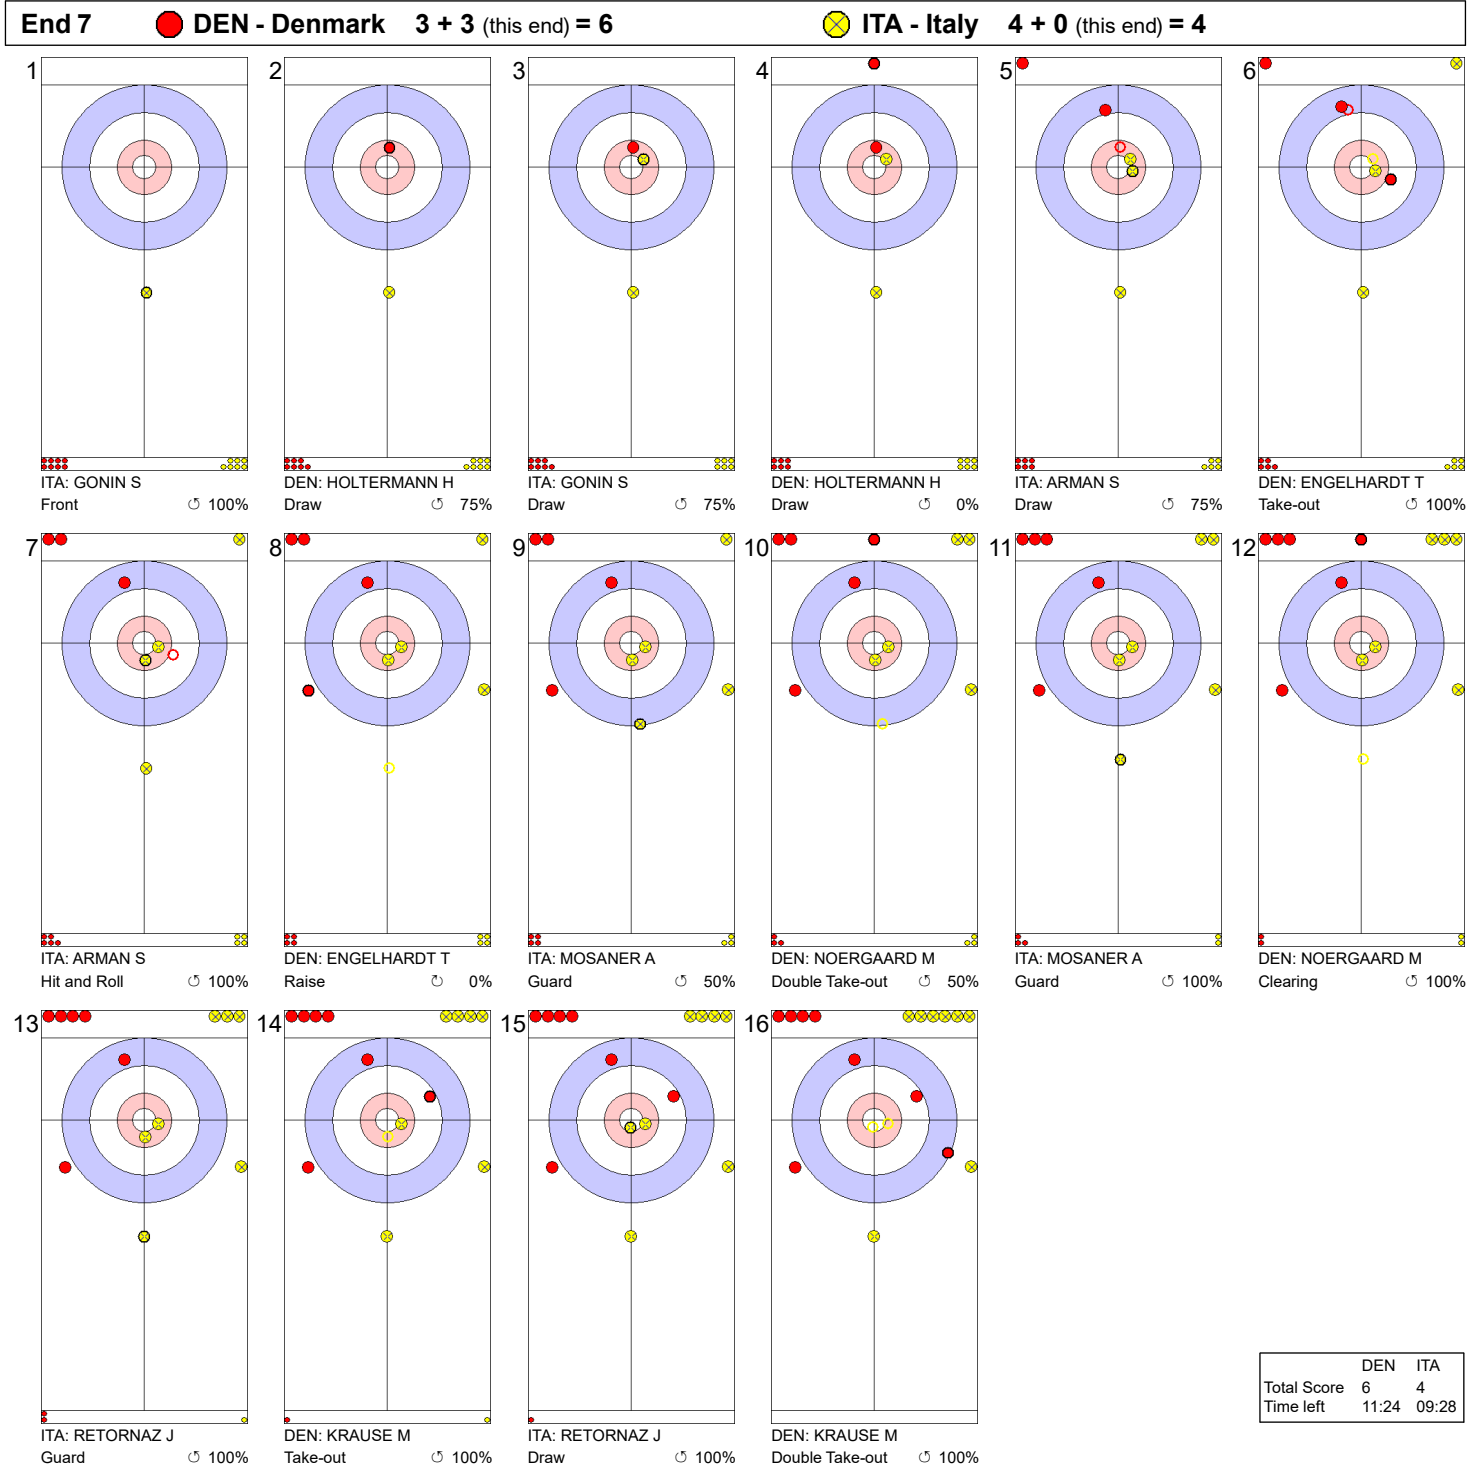 End 7 DEN - Denmark 3 + 3 (this end) = 6 ITA - Italy 4 + 0 (this end) = 4
1 2 3 4 5 6
ITA: GONIN S DEN: HOLTERMANN H ITA: GONIN S DEN: HOLTERMANN H ITA: ARMAN S DEN: ENGELHARDT T
Front ↺ 100% Draw ↺ 75% Draw ↺ 75% Draw ↺ 0% Draw ↺ 75% Take-out ↺ 100%
7 8 9 10 11 12
ITA: ARMAN S DEN: ENGELHARDT T ITA: MOSANER A DEN: NOERGAARD M ITA: MOSANER A DEN: NOERGAARD M
Hit and Roll ↺ 100% Raise ↻ 0% Guard ↺ 50% Double Take-out ↺ 50% Guard ↺ 100% Clearing ↺ 100%
13 14 15 16
DEN ITA
Total Score 6 4
Time left 11:24 09:28
ITA: RETORNAZ J DEN: KRAUSE M ITA: RETORNAZ J DEN: KRAUSE M
Guard ↺ 100% Take-out ↺ 100% Draw ↺ 100% Double Take-out ↺ 100%